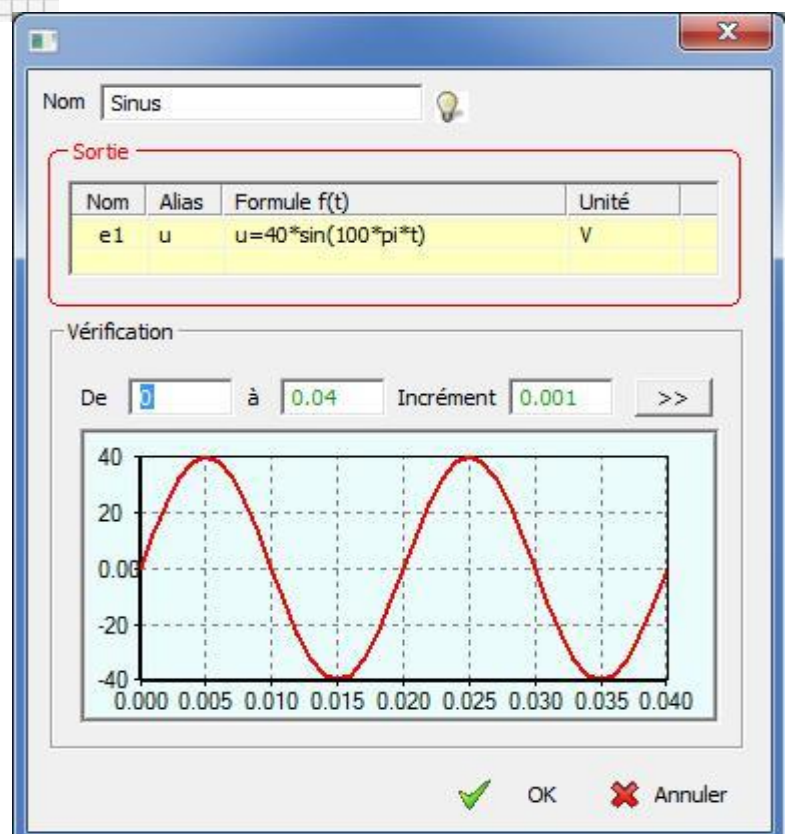 Nom Sinus
Sortie
Nom Alias Formule f(t) Unité
e1 u u=40*sin(100*pi*t) V
Vérification
De 0 à 0.04 Incrément 0.001 >>
40
20
0.00
-20
-40
0.000 0.005 0.010 0.015 0.020 0.025 0.030 0.035 0.040
OK Annuler